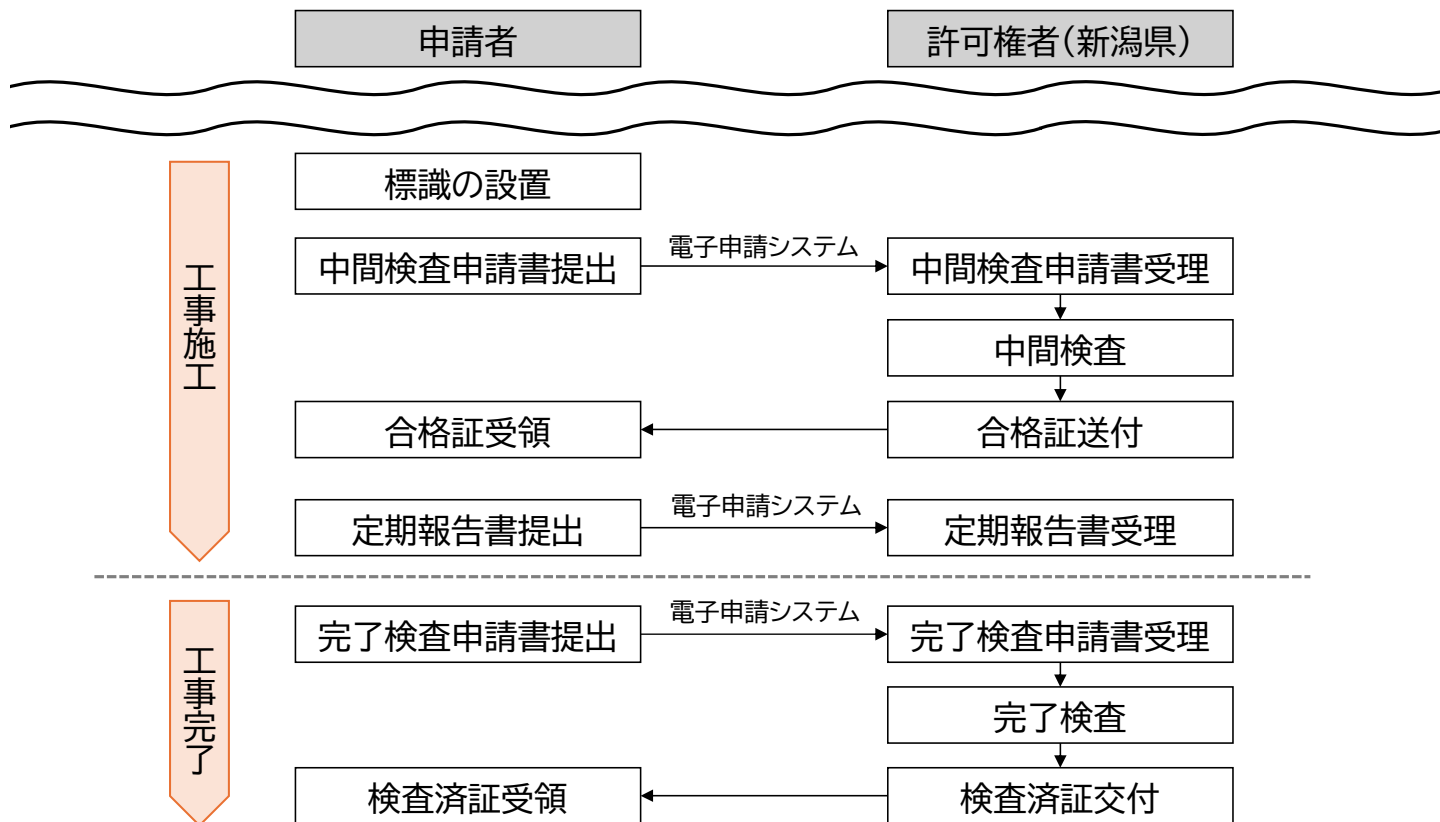 申請者
許可権者(新潟県)
工事施工
標識の設置
中間検査申請書提出
電子申請システム
中間検査申請書受理
中間検査
合格証受領
合格証送付
定期報告書提出
電子申請システム
定期報告書受理
工事完了
完了検査申請書提出
電子申請システム
完了検査申請書受理
完了検査
検査済証受領
検査済証交付